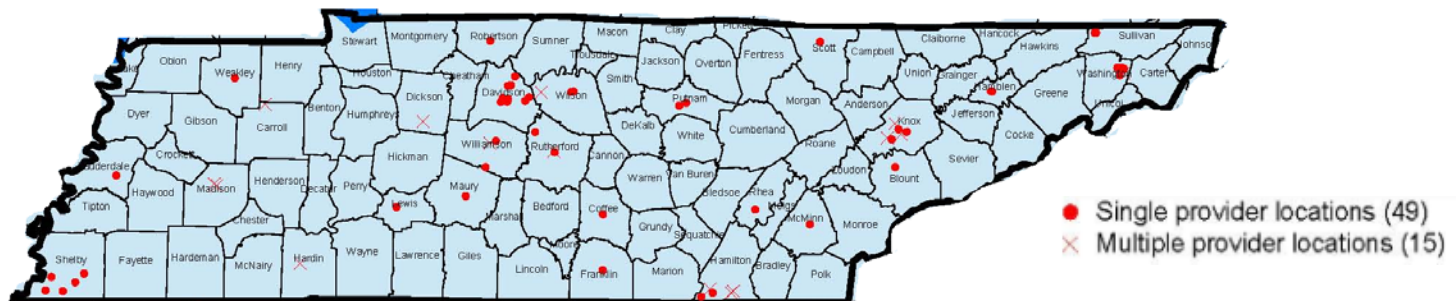 Stewart
Montgomery
Robertson
Sumner
Macon
Clay
Trousdale
Jackson
Overton
Fentress
Scott
Campbell
Claiborne
Hancock
Hawkins
Sullivan
Johnson
Obion
Weakley
Henry
Houston
Cheatham
Davidson
Wilson
Smith
Putnam
Morgan
Anderson
Union
Grainger
Hamblen
Greene
Washington
Carter
Unicoi
Dyer
Gibson
Carroll
Benton
Humphrey
Dickson
Williamson
Rutherford
Cannon
DeKalb
White
Cumberland
Roane
Knox
Jefferson
Cocke
Sevier
Lauderdale
Crockett
Haywood
Madison
Henderson
Decatur
Perry
Hickman
Lewis
Maury
Marshall
Bedford
Coffee
Warren
Van Buren
Bledsoe
Rhea
Meigs
McMinn
Loudon
Blount
Monroe
Tipton
Chester
Shelby
Fayette
Hardeman
McNairy
Hardin
Wayne
Lawrence
Giles
Lincoln
Moore
Franklin
Grundy
Sequatchie
Marion
Hamilton
Bradley
Polk
Single provider locations (49)
Multiple provider locations (15)